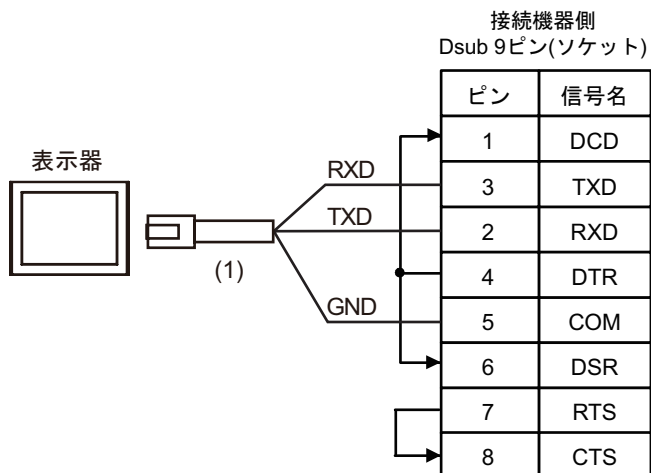 接続機器側
Dsub 9ピン(ソケット)
ピン 信号名
1 DCD
表示器
RXD 3 TXD
TXD 2 RXD
(1)
4 DTR
GND 5 COM
6 DSR
7 RTS
8 CTS